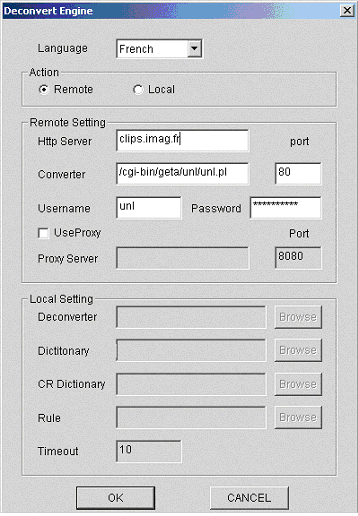 Deconvert Engine
Language French
Action
Remote Local
Remote Setting
Http Server clips.imag.fr port
Converter /cgi-bin/geta/unl/unl.pl 80
Username unl Password **********
UseProxy Port
Proxy Server 8080
Local Setting
Deconverter Browse
Dictitonary Browse
CR Dictionary Browse
Rule Browse
Timeout 10
OK CANCEL